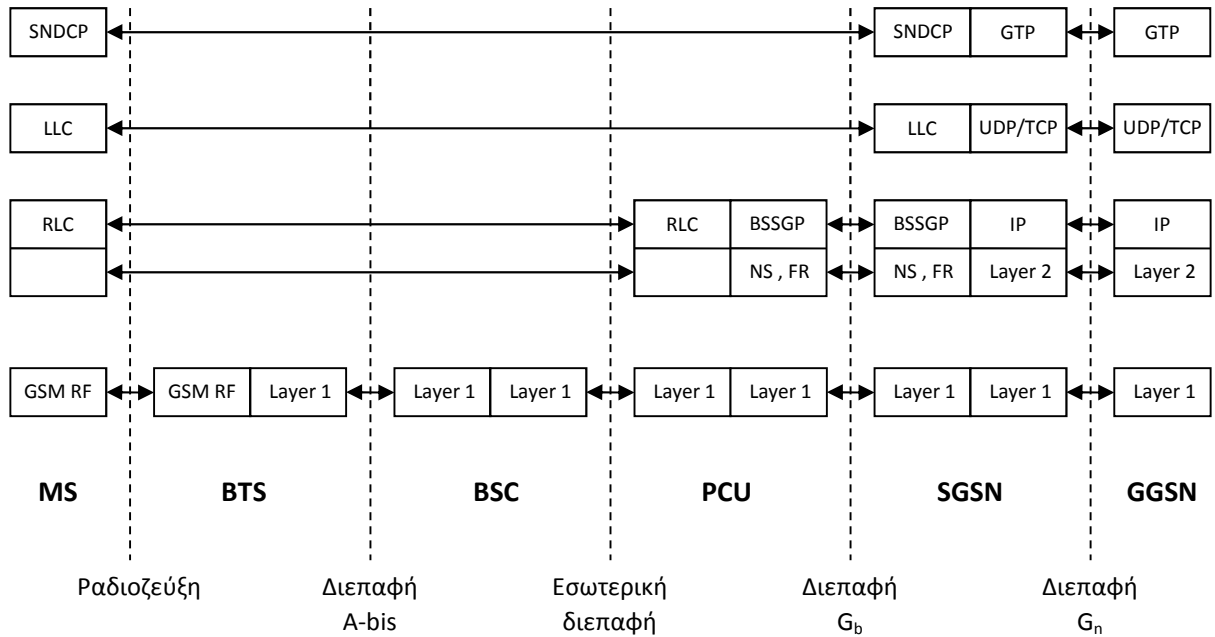 SNDCP SNDCP GTP GTP
LLC LLC UDP/TCP UDP/TCP
RLC RLC BSSGP BSSGP IP IP
NS , FR NS , FR Layer 2 Layer 2
GSM RF GSM RF Layer 1 Layer 1 Layer 1 Layer 1 Layer 1 Layer 1 Layer 1 Layer 1
MS BTS BSC PCU SGSN GGSN
Ραδιοζεύξη Διεπαφή Εσωτερική Διεπαφή Διεπαφή
A-bis διεπαφή Gb Gn